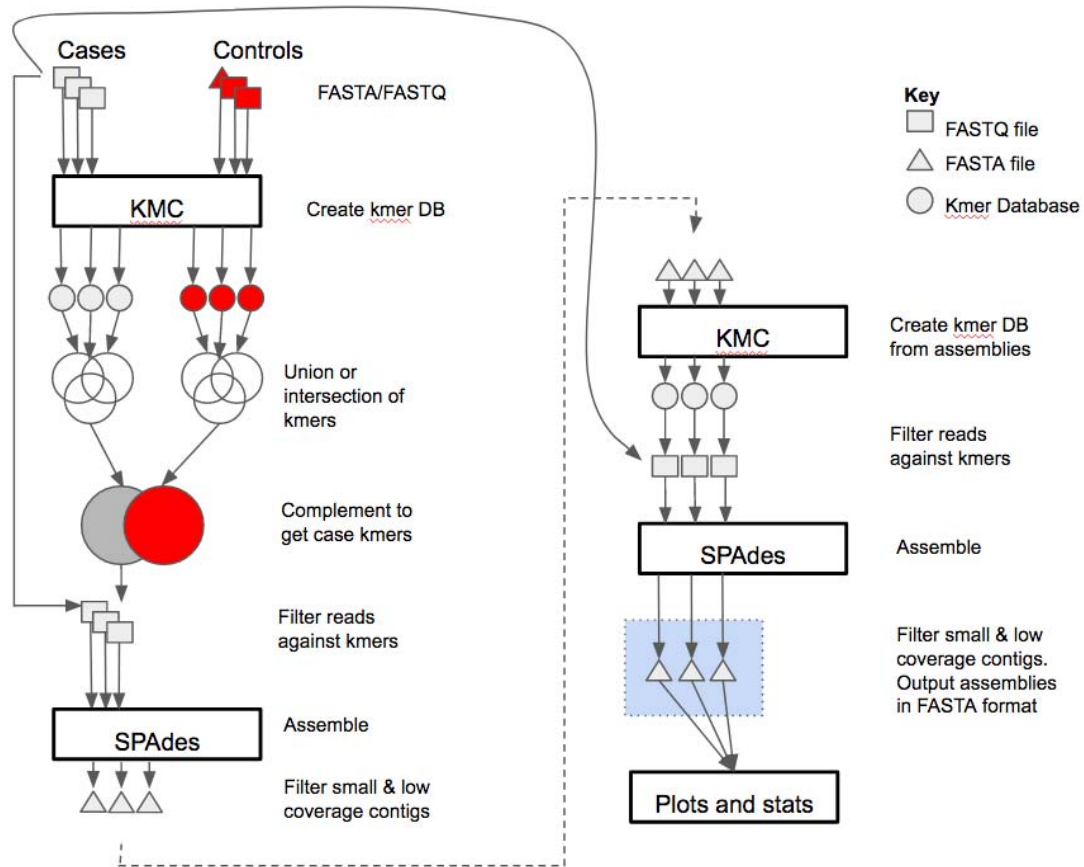 Cases
Controls
FASTA/FASTQ
KMC
Create kmer DB
Union or
intersection of
kmers
Complement to
get case kmers
Filter reads
against kmers
SPAdes
Assemble
Filter small & low
coverage contigs
KMC
Create kmer DB
from assemblies
Filter reads
against kmers
SPAdes
Assemble
Filter small & low
coverage contigs.
Output assemblies
in FASTA format
Plots and stats
Key
FASTQ file
FASTA file
Kmer Database